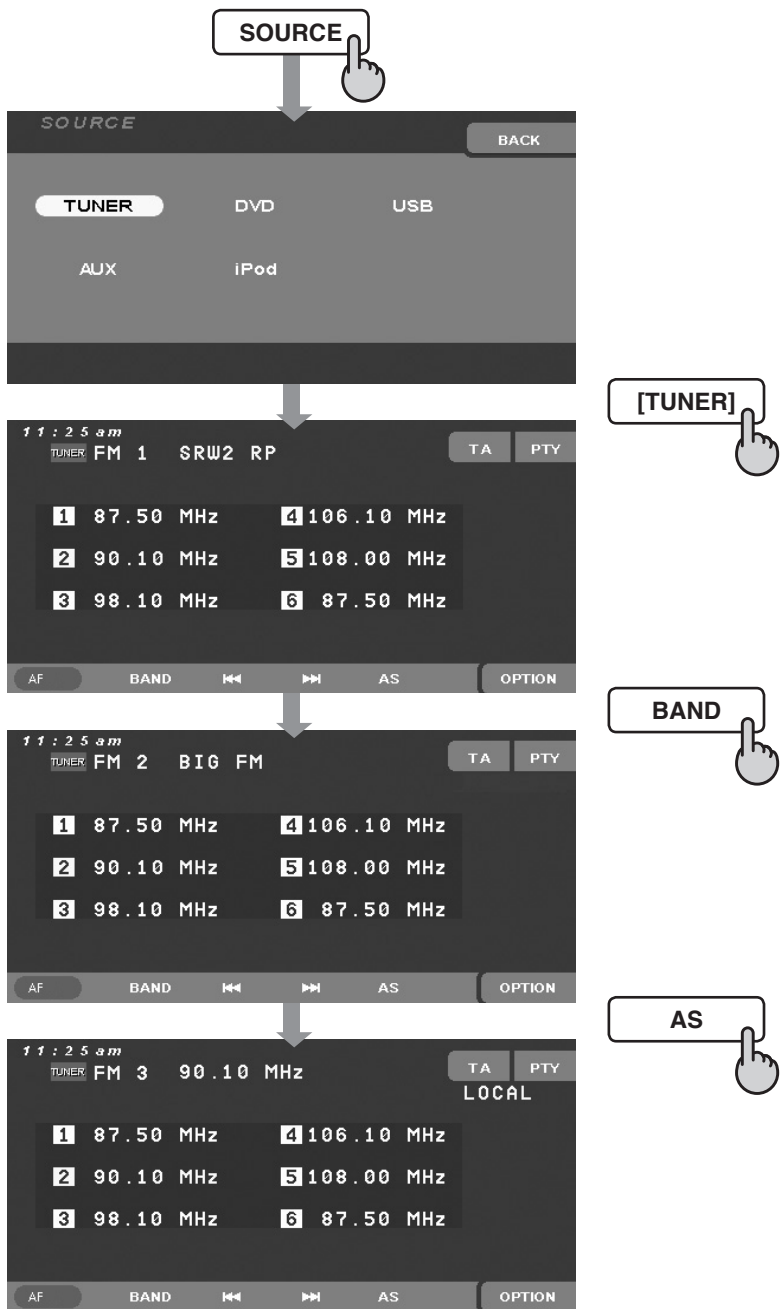 SOURCE
SOURCE
BACK
TUNER DVD USB
AUX iPod
[TUNER]
11:25am
TUNER FM 1 SRW2 RP TA PTY
1 87.50 MHz 4 106.10 MHz
2 90.10 MHz 5 108.00 MHz
3 98.10 MHz 6 87.50 MHz
AF BAND ⏮ ⏭ AS OPTION
BAND
11:25am
TUNER FM 2 BIG FM TA PTY
1 87.50 MHz 4 106.10 MHz
2 90.10 MHz 5 108.00 MHz
3 98.10 MHz 6 87.50 MHz
AF BAND ⏮ ⏭ AS OPTION
AS
11:25am
TUNER FM 3 90.10 MHz TA PTY
LOCAL
1 87.50 MHz 4 106.10 MHz
2 90.10 MHz 5 108.00 MHz
3 98.10 MHz 6 87.50 MHz
AF BAND ⏮ ⏭ AS OPTION